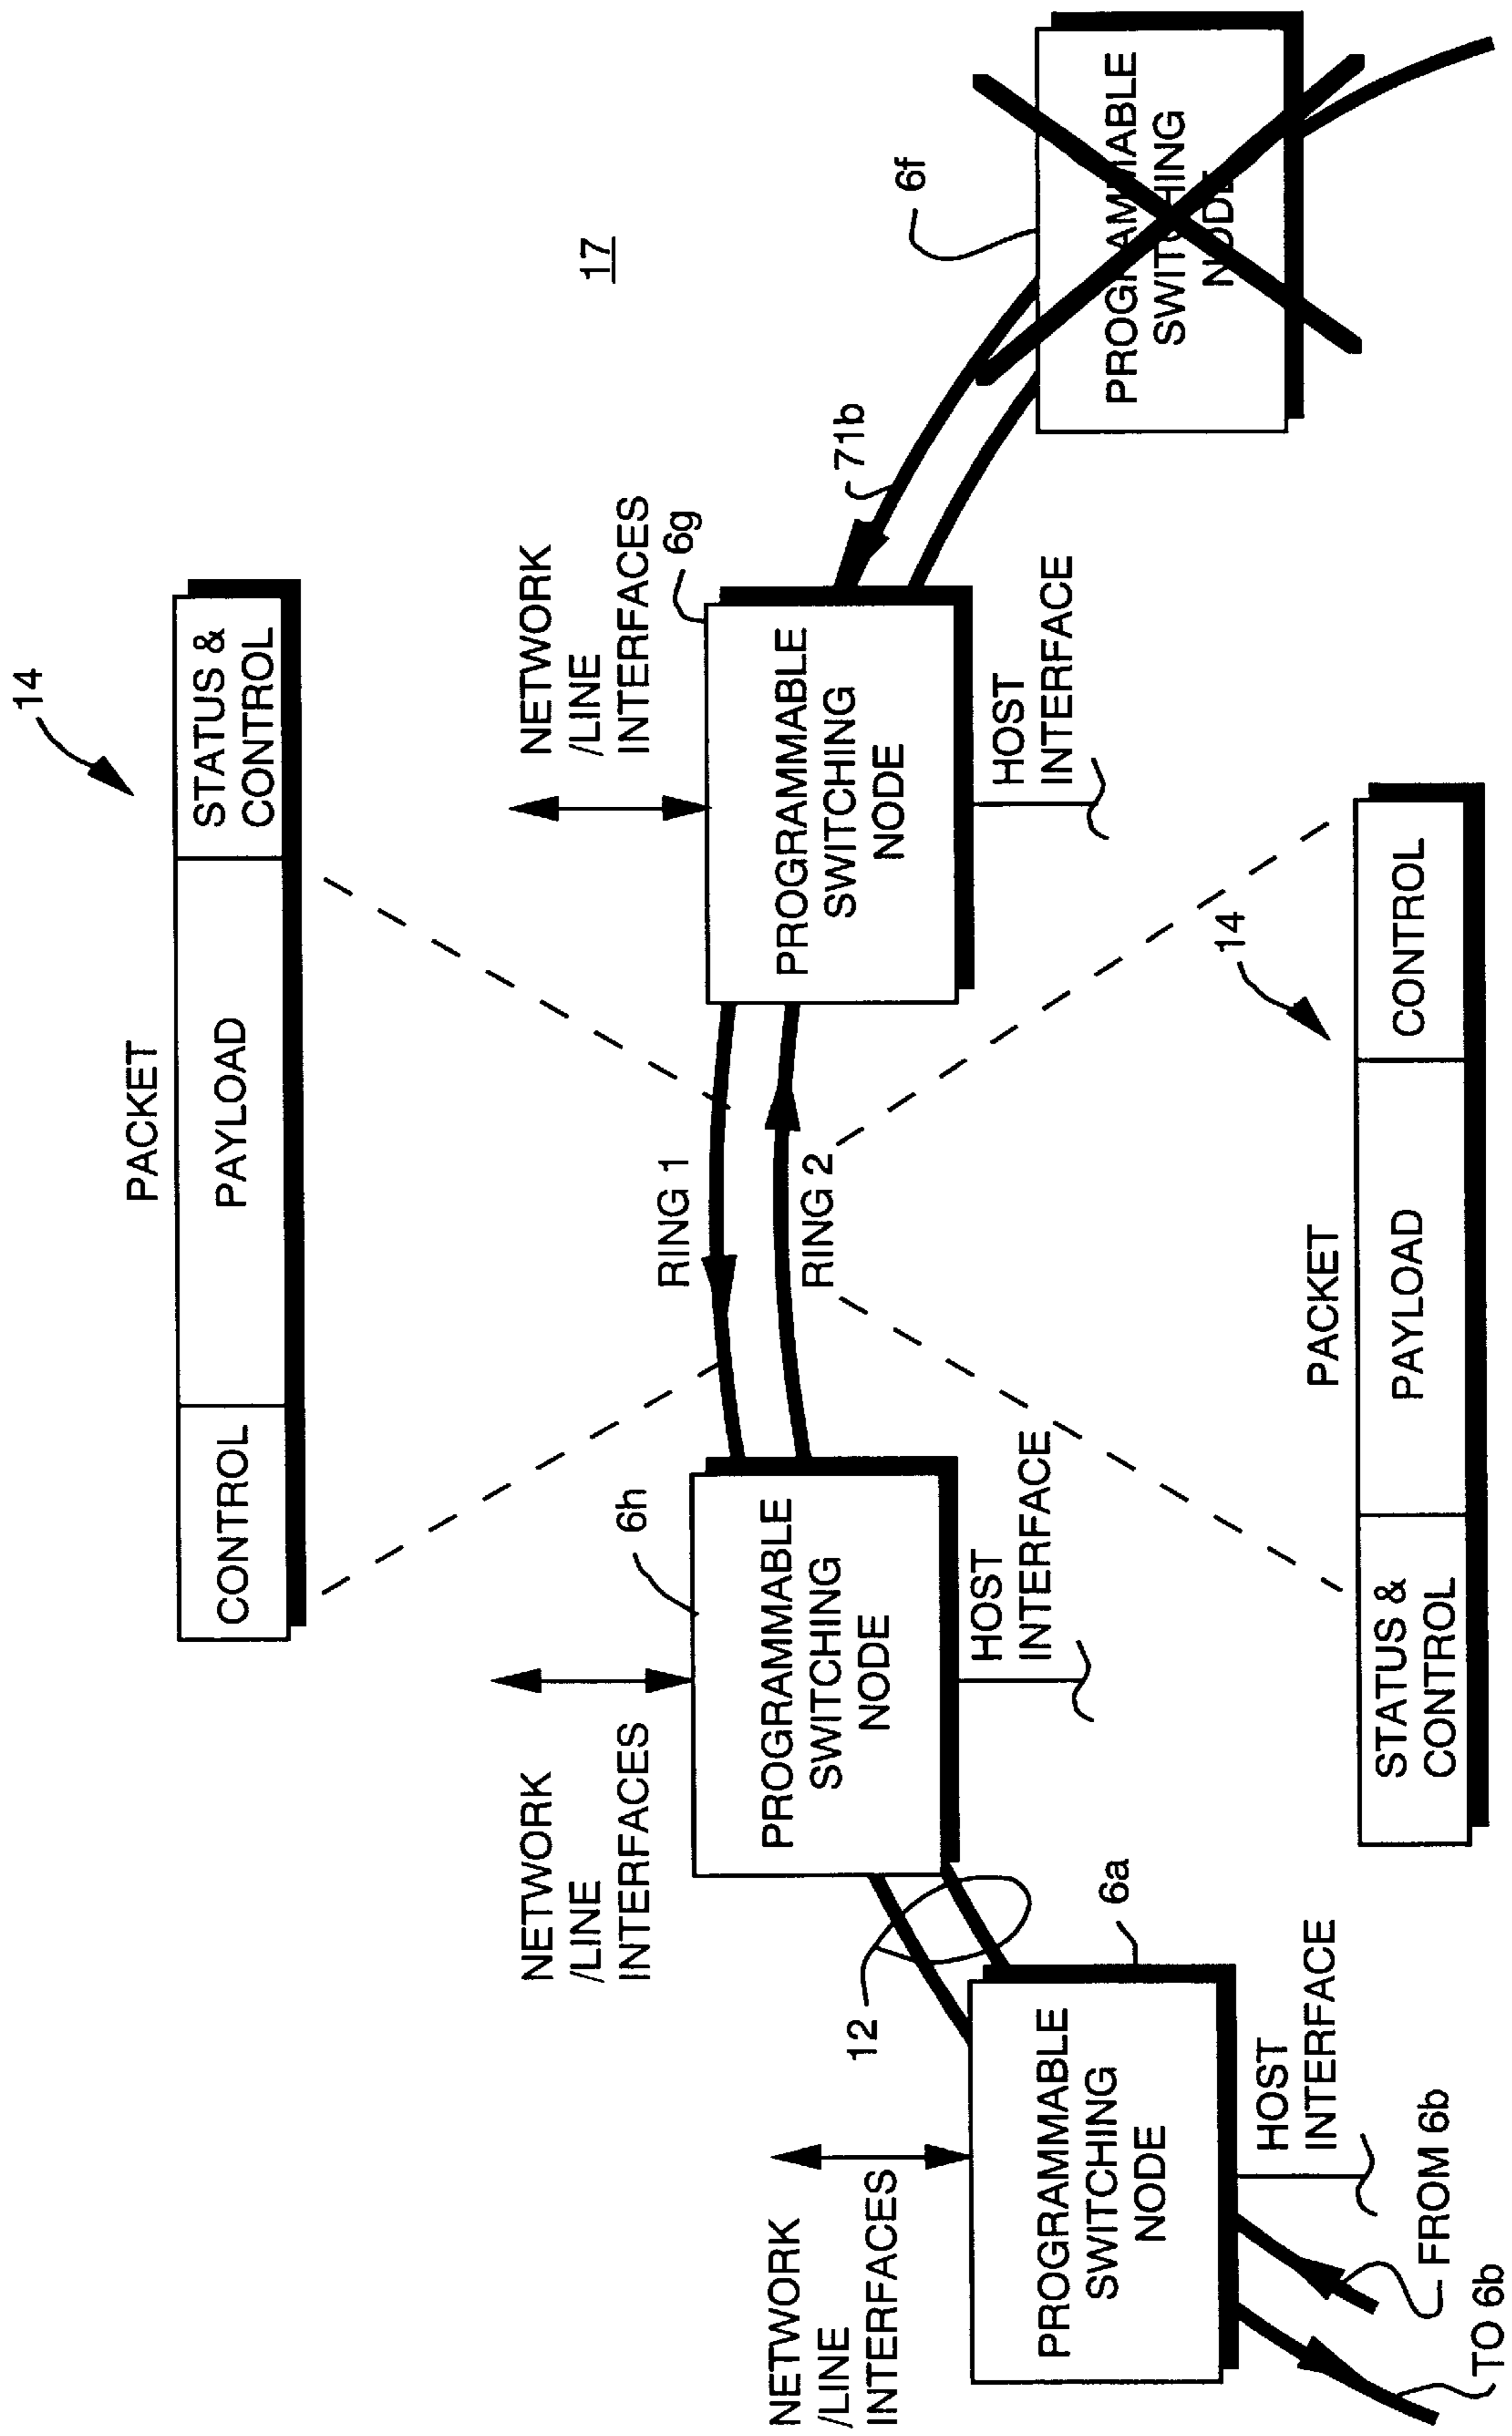 14
PACKET
CONTROL
PAYLOAD
STATUS &
CONTROL
17
NETWORK
/LINE
INTERFACES
6h
PROGRAMMABLE
SWITCHING
NODE
HOST
INTERFACE
RING 1
RING 2
NETWORK
/LINE
INTERFACES
6g
PROGRAMMABLE
SWITCHING
NODE
HOST
INTERFACE
71b
6f
PROGRAMMABLE
SWITCHING
NODE
NETWORK
/LINE
INTERFACES
12
6a
PROGRAMMABLE
SWITCHING
NODE
HOST
INTERFACE
FROM 6b
TO 6b
PACKET
14
STATUS &
CONTROL
PAYLOAD
CONTROL